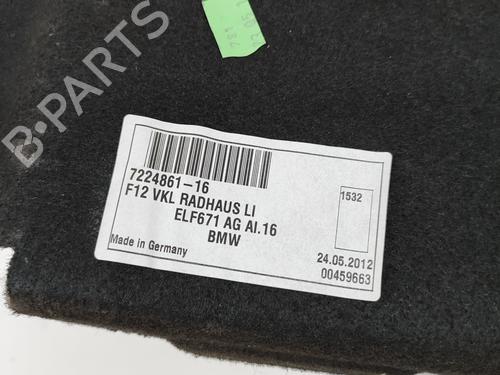 B-PARTS
7224861-16
F12 VKL RADHAUS LI
ELF671 AG AI.16
BMW
Made in Germany
1532
24.05.2012
00459663